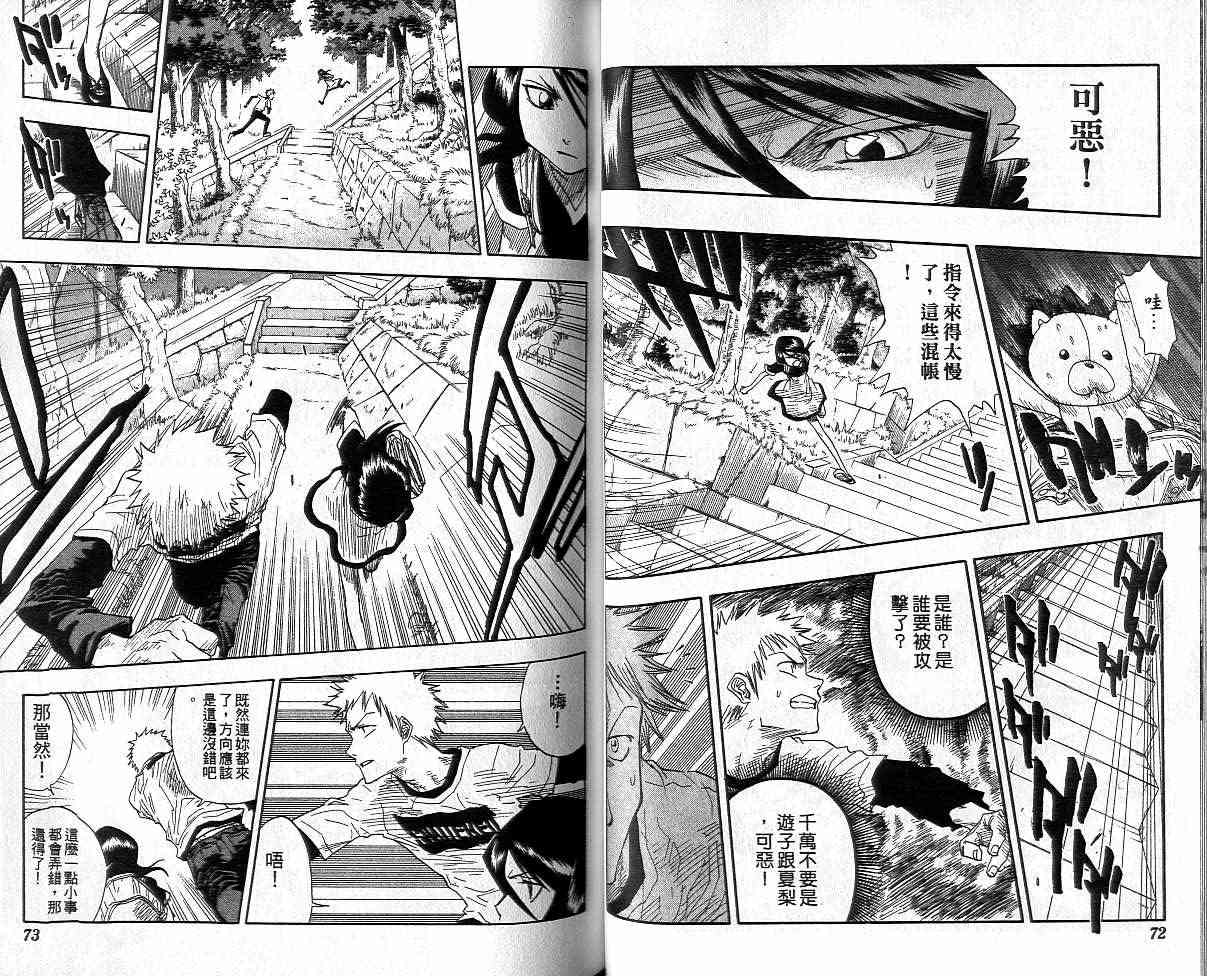 可惡！
哇…
指令來得太慢
了，這些混帳
！
是誰？是
誰要被攻
擊了？
千萬不要是
遊子跟夏梨
，可惡！
72
…嗨！
唔！
既然連妳都來
了，方向應該
是這邊沒錯吧
。
那當然！
這麼一點小事
都會弄錯，那
還得了！
73